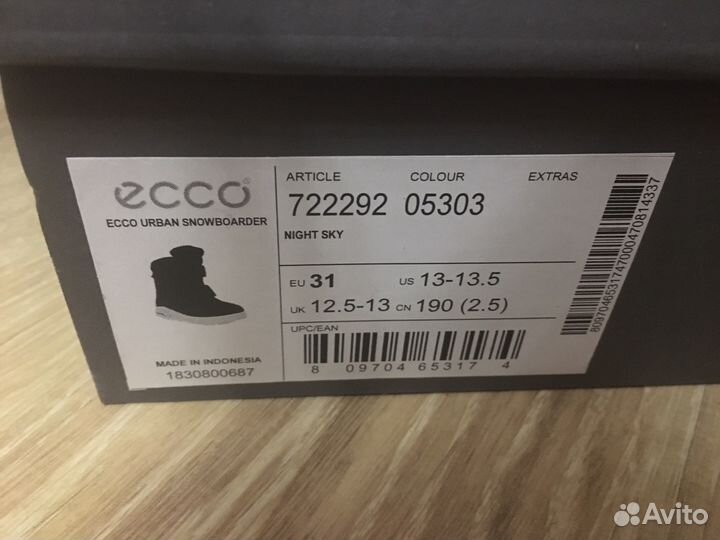 ecco
ECCO URBAN SNOWBOARDER
MADE IN INDONESIA
1830800687
ARTICLE COLOUR EXTRAS
722292 05303
NIGHT SKY
EU 31 US 13-13.5
UK 12.5-13 CN 190 (2.5)
UPC/EAN
8 09704 65317 4
8097046531747000470814337
Avito